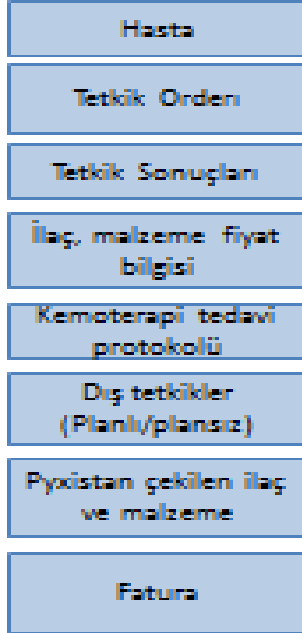 Hasta
Tetkik Orderı
Tetkik Sonuçları
İlaç, malzeme fiyat
bilgisi
Kemoterapi tedavi
protokolü
Dış tetkikler
(Planlı/plansız)
Pyxistan çekilen ilaç
ve malzeme
Fatura